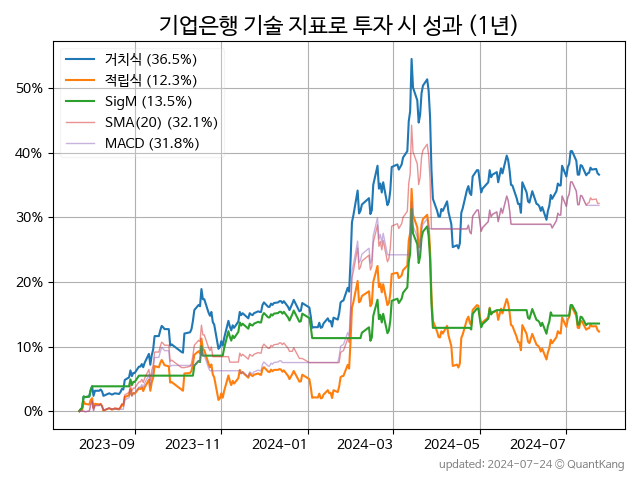 기업은행 기술 지표로 투자 시 성과 (1년)
거치식 (36.5%)
적립식 (12.3%)
SigM (13.5%)
SMA(20) (32.1%)
MACD (31.8%)
50%
40%
30%
20%
10%
0%
2023-09 2023-11 2024-01 2024-03 2024-05 2024-07
updated: 2024-07-24 © QuantKang